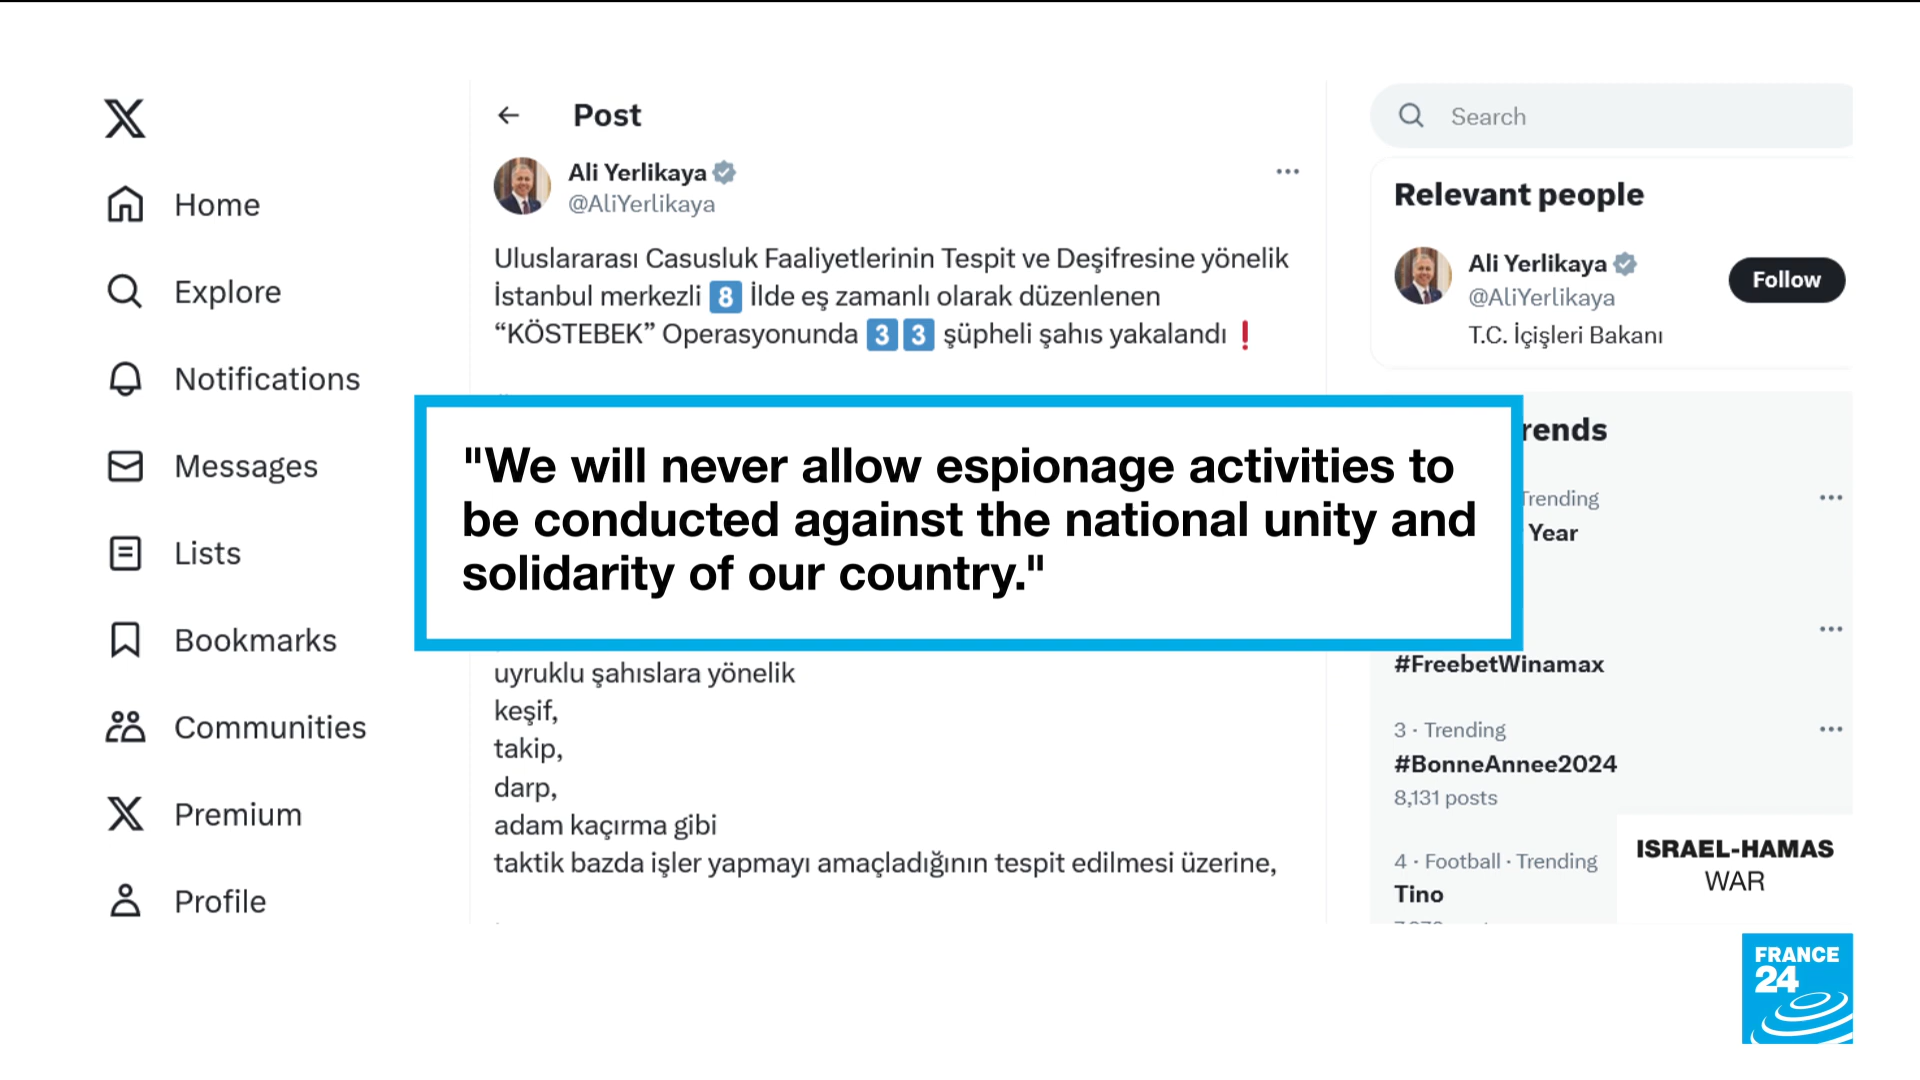 Home
Explore
Notifications
Messages
Lists
Bookmarks
Communities
Premium
Profile
Post
Ali Yerlikaya
@AliYerlikaya
Uluslararası Casusluk Faaliyetlerinin Tespit ve Deşifresine yönelik
İstanbul merkezli 8 İlde eş zamanlı olarak düzenlenen
“KÖSTEBEK” Operasyonunda 33 şüpheli şahıs yakalandı❗
"We will never allow espionage activities to
be conducted against the national unity and
solidarity of our country."
uyruklu şahıslara yönelik
keşif,
takip,
darp,
adam kaçırma gibi
taktik bazda işler yapmayı amaçladığının tespit edilmesi üzerine,
Search
Relevant people
Ali Yerlikaya
@AliYerlikaya
Follow
T.C. İçişleri Bakanı
rends
Trending
Year
#FreebetWinamax
3 · Trending
#BonneAnnee2024
8,131 posts
4 · Football · Trending
Tino
ISRAEL-HAMAS
WAR
FRANCE
24